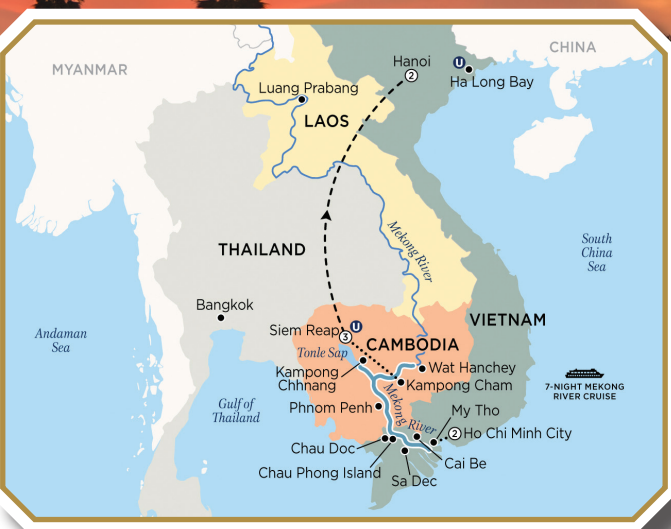 CHINA
MYANMAR
Hanoi
2
U
Ha Long Bay
Luang Prabang
LAOS
Mekong River
THAILAND
South
China
Sea
Bangkok
Andaman
Sea
Siem Reap
3
U
VIETNAM
CAMBODIA
Tonle Sap
Wat Hanchey
Kampong
Chhnang
Kampong Cham
7-NIGHT MEKONG
RIVER CRUISE
Gulf of
Thailand
Phnom Penh
Mekong River
My Tho
2
Ho Chi Minh City
Chau Doc
Cai Be
Chau Phong Island
Sa Dec